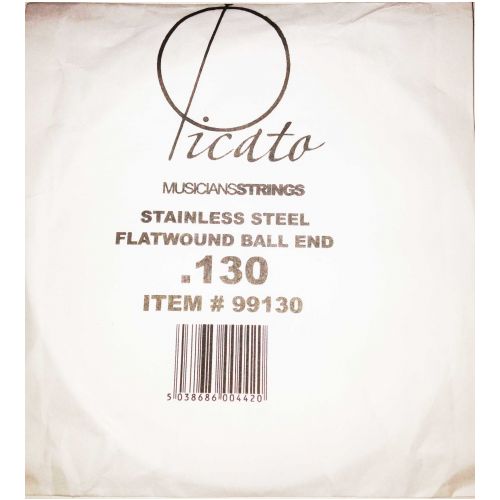 Picato
MUSICIANSSTRINGS
STAINLESS STEEL
FLATWOUND BALL END
.130
ITEM # 99130
5 038686 004420